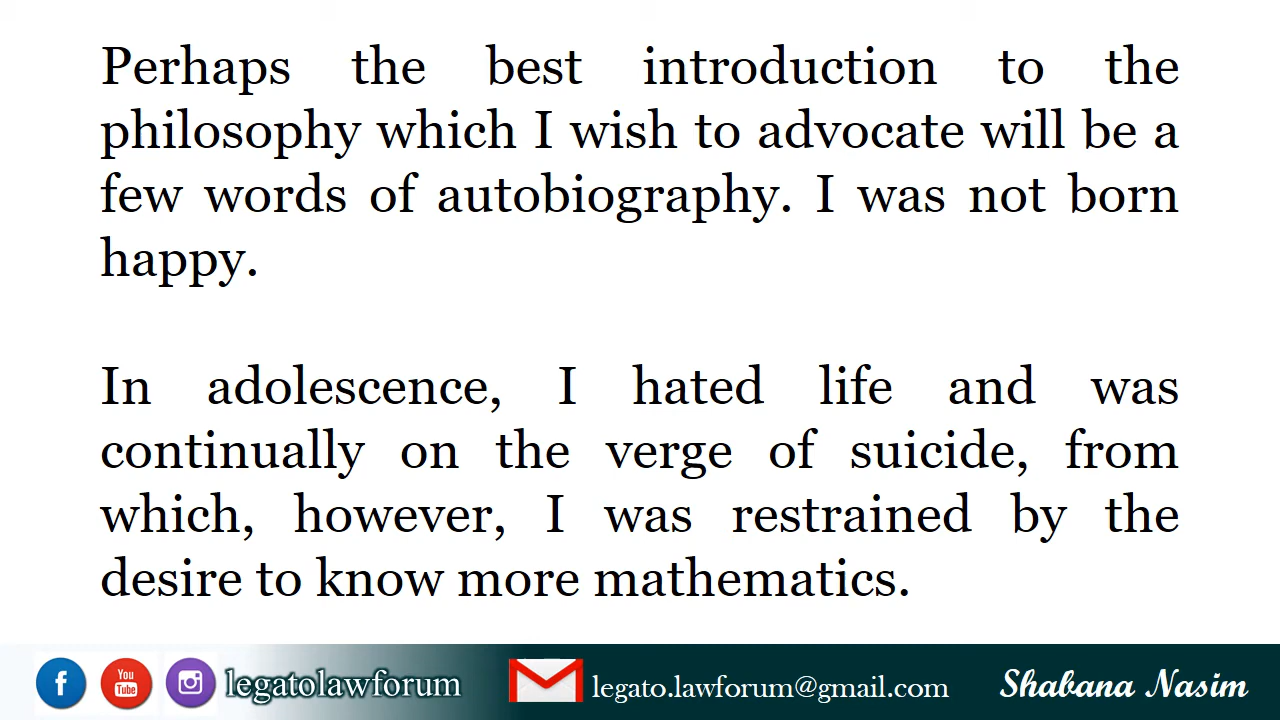 Perhaps the best introduction to the
philosophy which I wish to advocate will be a
few words of autobiography. I was not born
happy.
In adolescence, I hated life and was
continually on the verge of suicide, from
which, however, I was restrained by the
desire to know more mathematics.
f You Tube legatolawforum legato.lawforum@gmail.com Shabana Nasim